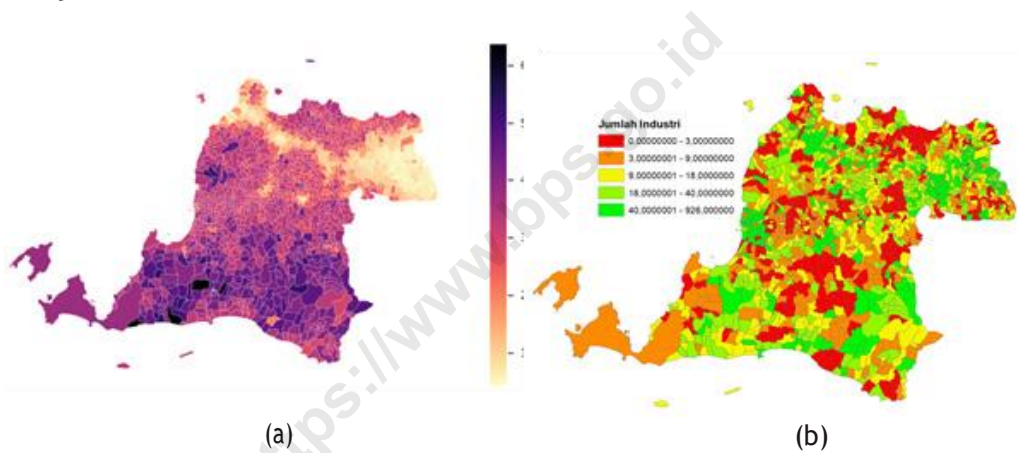 https://www.bps.go.id
Jumlah Industri
0,00000000 - 3,00000000
3,00000001 - 9,00000000
9,00000001 - 18,0000000
18,0000001 - 40,0000000
40,0000001 - 926,000000
(a)
(b)